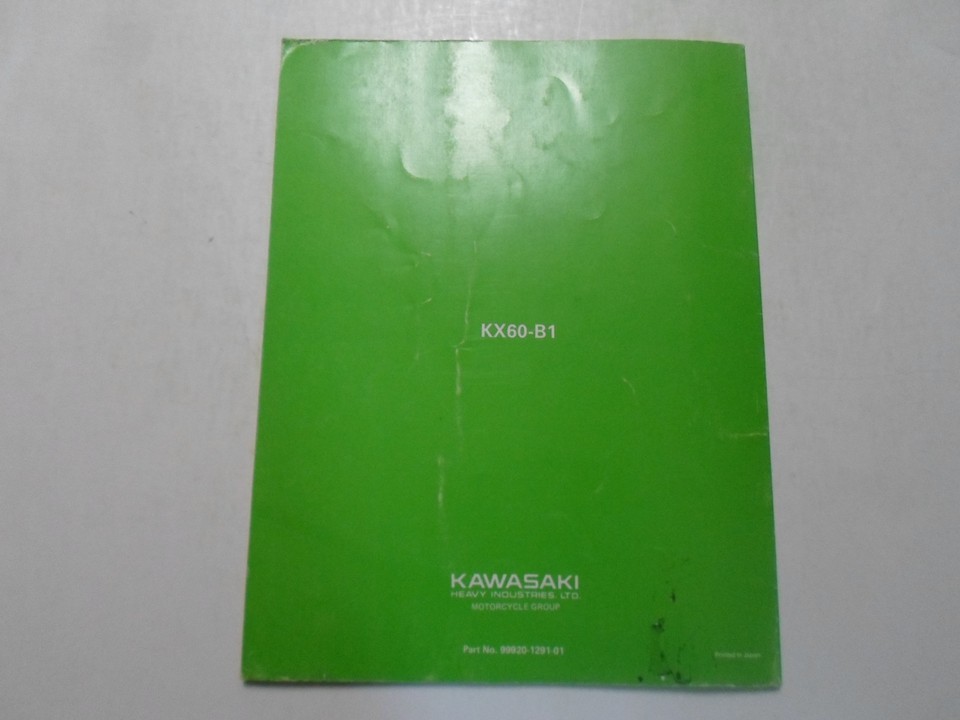 KX60-B1
KAWASAKI
HEAVY INDUSTRIES. LTD.
MOTORCYCLE GROUP
Part No. 99920-1291-01
Printed in Japan